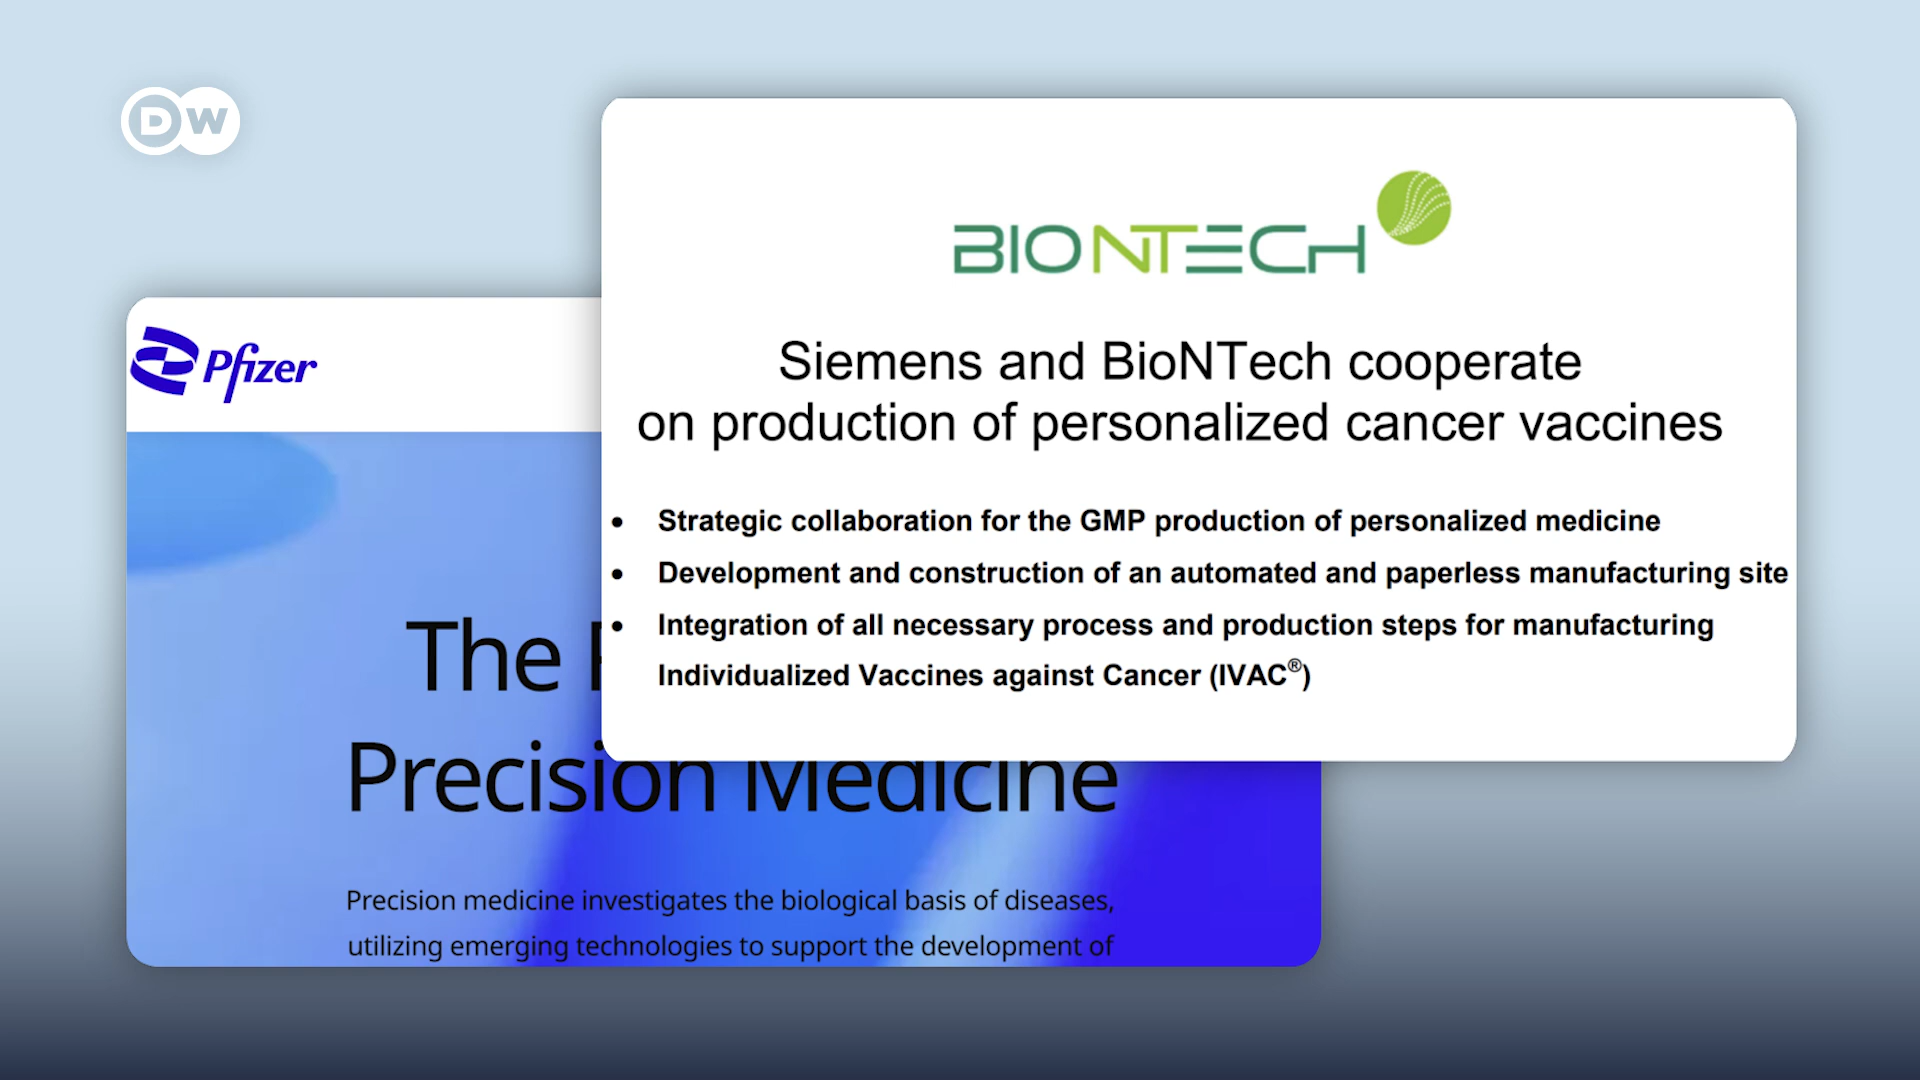 DW
BIONTECH
Siemens and BioNTech cooperate
on production of personalized cancer vaccines
• Strategic collaboration for the GMP production of personalized medicine
• Development and construction of an automated and paperless manufacturing site
• Integration of all necessary process and production steps for manufacturing
Individualized Vaccines against Cancer (IVAC®)
Pfizer
The
Precision Medicine
Precision medicine investigates the biological basis of diseases,
utilizing emerging technologies to support the development of